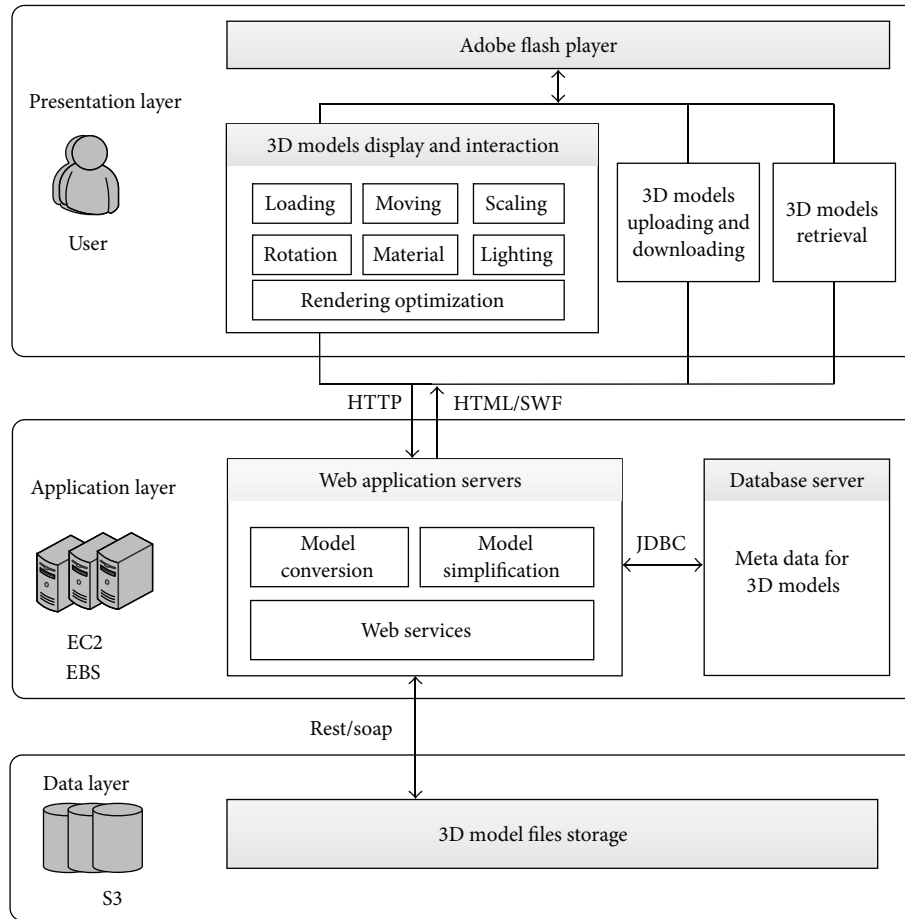 Adobe flash player
Presentation layer
User
3D models display and interaction
Loading
Moving
Scaling
Rotation
Material
Lighting
Rendering optimization
3D models
uploading and
downloading
3D models
retrieval
HTTP
HTML/SWF
Application layer
EC2
EBS
Web application servers
Model
conversion
Model
simplification
Web services
JDBC
Database server
Meta data for
3D models
Rest/soap
Data layer
S3
3D model files storage